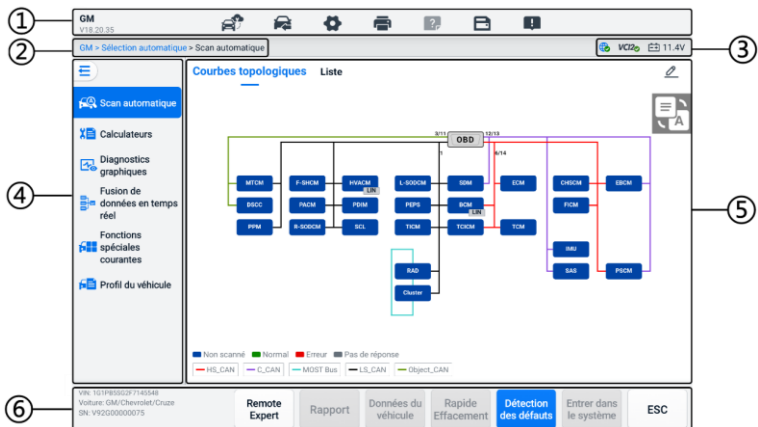 ①
GM
V18.20.35
②
GM > Sélection automatique > Scan automatique
VCI2
11.4V
③
Scan automatique
Calculateurs
Diagnostics
graphiques
Fusion de
données en temps
réel
Fonctions
spéciales
courantes
Profil du véhicule
④
Courbes topologiques Liste
A
3/11 OBD 12/13
1 6/14
MTCM F-SHCM HVACM L-SODCM SDM ECM CHSCM EBCM
LIN
DSCC PACM PDIM PEPS BCM FICM
LIN
PPM R-SODCM SCL TICM TCICM TCM
IMU
RAD SAS PSCM
Cluster
⑤
Non scanné Normal Erreur Pas de réponse
HS_CAN C_CAN MOST Bus LS_CAN Object_CAN
⑥
VIN: 1G1PB5SG2F7145548
Voiture: GM/Chevrolet/Cruze
SN: V92G00000075
Remote
Expert
Rapport
Données du
véhicule
Rapide
Effacement
Détection
des défauts
Entrer dans
le système
ESC